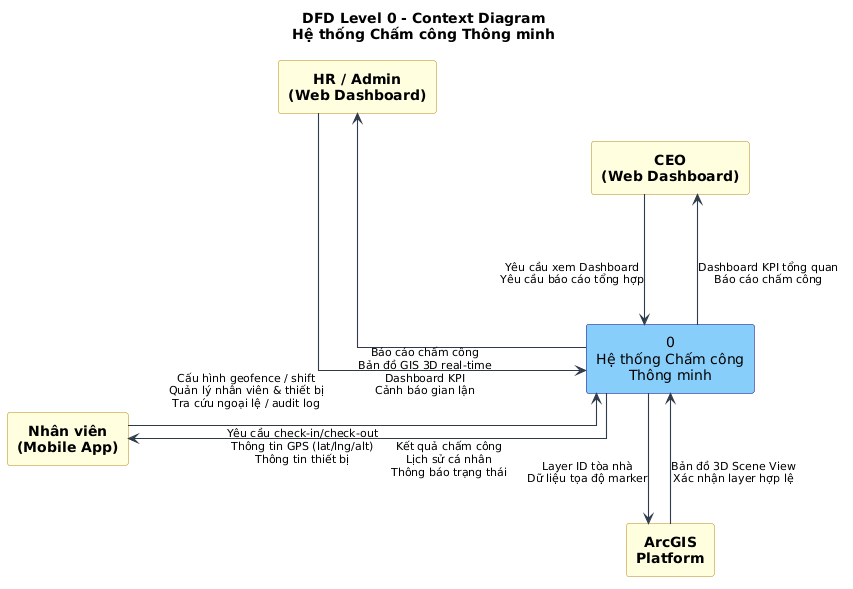 DFD Level 0 - Context Diagram
Hệ thống Chấm công Thông minh
HR / Admin
(Web Dashboard)
CEO
(Web Dashboard)
Yêu cầu xem Dashboard
Yêu cầu báo cáo tổng hợp
Dashboard KPI tổng quan
Báo cáo chấm công
0
Hệ thống Chấm công
Thông minh
Báo cáo chấm công
Bản đồ GIS 3D real-time
Dashboard KPI
Cảnh báo gian lận
Cấu hình geofence / shift
Quản lý nhân viên & thiết bị
Tra cứu ngoại lệ / audit log
Nhân viên
(Mobile App)
Yêu cầu check-in/check-out
Thông tin GPS (lat/lng/alt)
Thông tin thiết bị
Kết quả chấm công
Lịch sử cá nhân
Thông báo trạng thái
Layer ID tòa nhà
Dữ liệu tọa độ marker
Bản đồ 3D Scene View
Xác nhận layer hợp lệ
ArcGIS
Platform